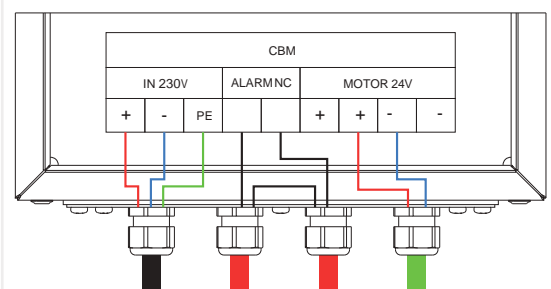 CBM
IN 230V ALARM NC MOTOR 24V
+ - PE + + - -